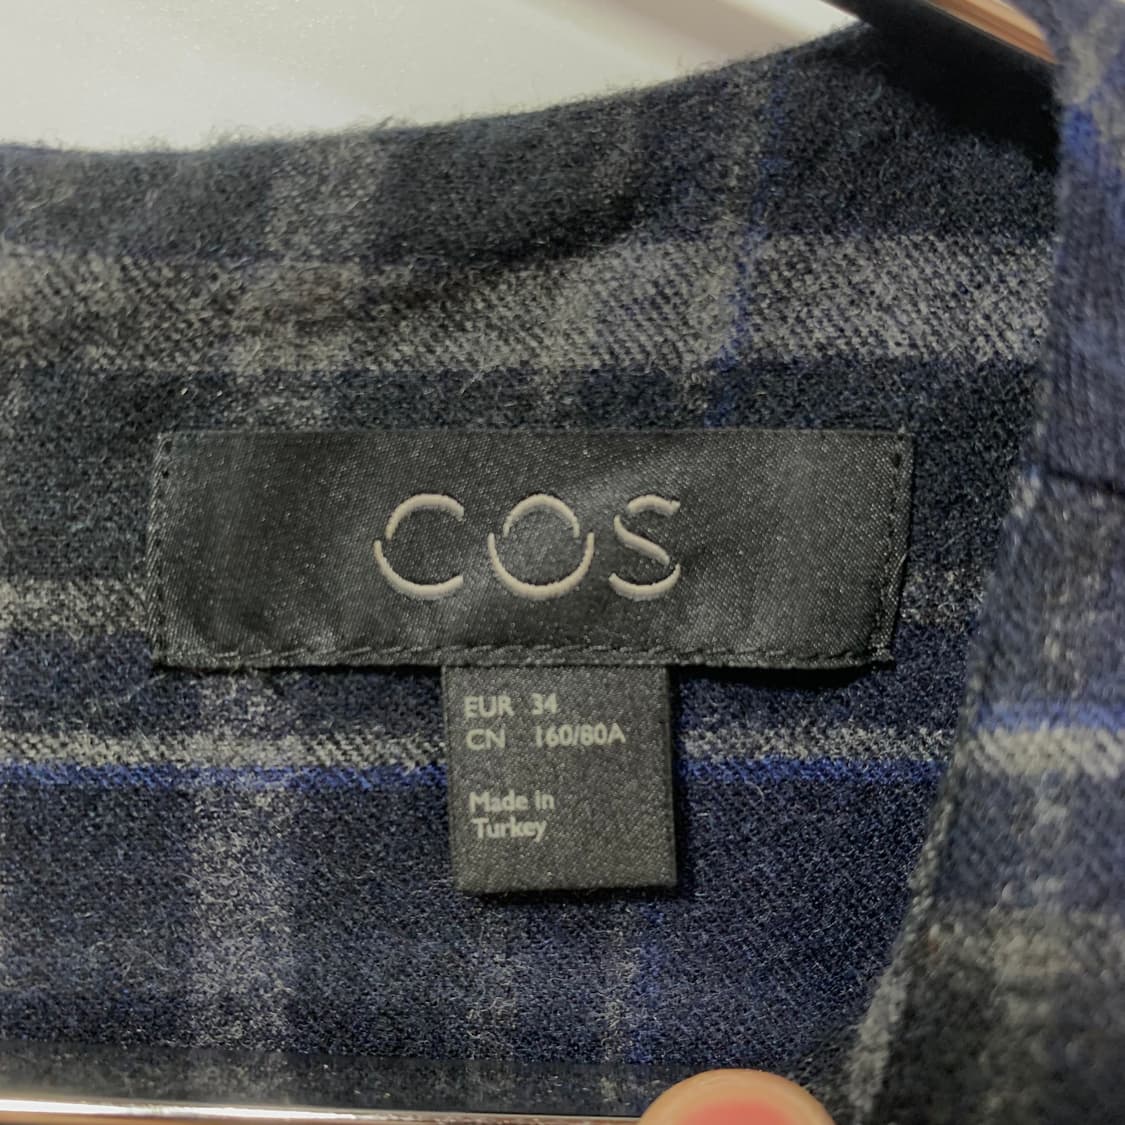 COS
EUR 34
CN 160/80A
Made in
Turkey